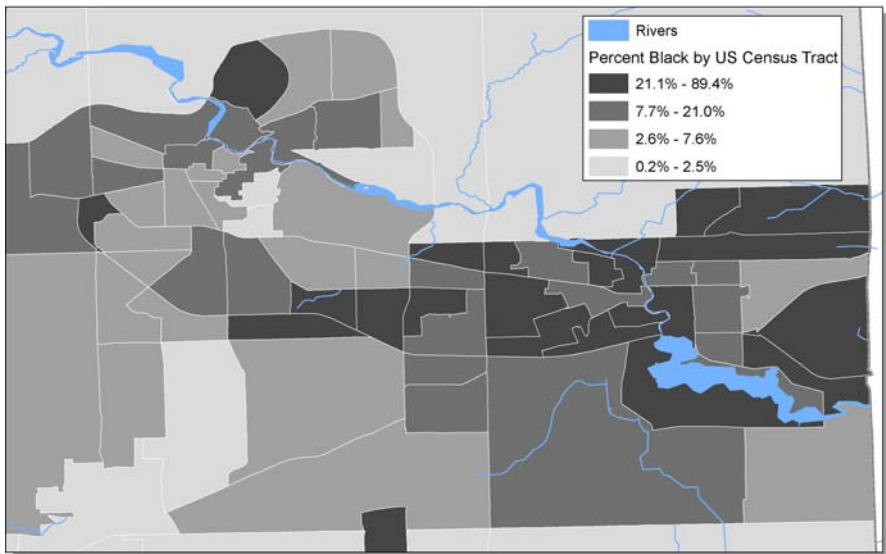 Rivers
Percent Black by US Census Tract
21.1% - 89.4%
7.7% - 21.0%
2.6% - 7.6%
0.2% - 2.5%